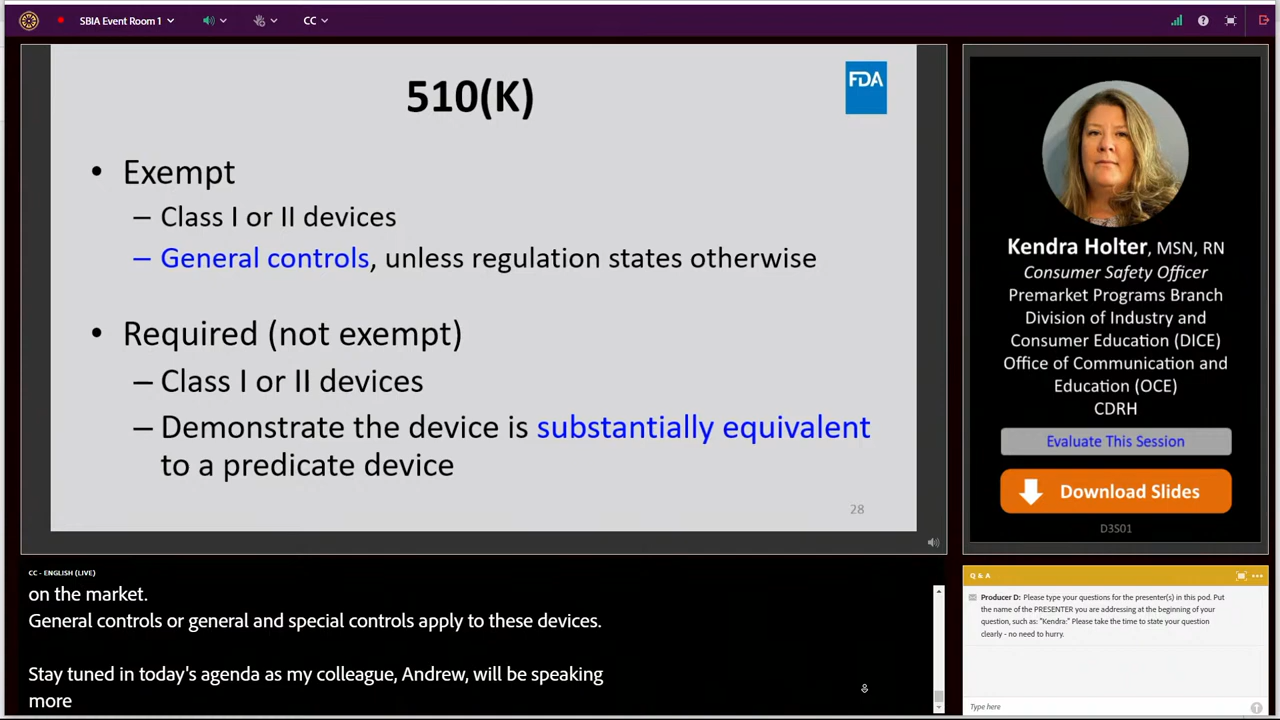 SBIA Event Room 1
CC
510(K)
FDA
• Exempt
– Class I or II devices
– General controls, unless regulation states otherwise
• Required (not exempt)
– Class I or II devices
– Demonstrate the device is substantially equivalent
to a predicate device
28
Kendra Holter, MSN, RN
Consumer Safety Officer
Premarket Programs Branch
Division of Industry and
Consumer Education (DICE)
Office of Communication and
Education (OCE)
CDRH
Evaluate This Session
Download Slides
D3S01
CC - ENGLISH (LIVE)
on the market.
General controls or general and special controls apply to these devices.
Stay tuned in today's agenda as my colleague, Andrew, will be speaking
more
Q & A
Producer D: Please type your questions for the presenter(s) in this pod. Put
the name of the PRESENTER you are addressing at the beginning of your
question, such as: "Kendra:" Please take the time to state your question
clearly - no need to hurry.
Type here